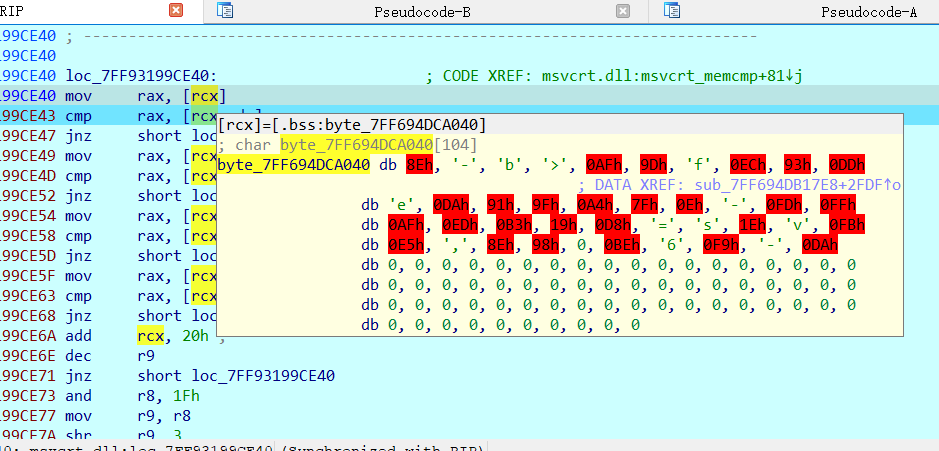 RIP Pseudocode-B Pseudocode-A
199CE40 ; ---------------------------------------------------------------------------
199CE40
199CE40 loc_7FF93199CE40: ; CODE XREF: msvcrt.dll:msvcrt_memcmp+81↓j
199CE40 mov rax, [rcx]
199CE43 cmp rax, [rcx
[rcx]=[.bss:byte_7FF694DCA040]
199CE47 jnz short loc
; char byte_7FF694DCA040[104]
199CE49 mov rax, [rcx
byte_7FF694DCA040 db 8Eh, '-', 'b', '>', 0AFh, 9Dh, 'f', 0ECh, 93h, 0DDh
199CE4D cmp rax, [rcx
; DATA XREF: sub_7FF694DB17E8+2FDF↑o
199CE52 jnz short loc
db 'e', 0DAh, 91h, 9Fh, 0A4h, 7Fh, 0Eh, '-', 0FDh, 0FFh
199CE54 mov rax, [rcx
db 0AFh, 0EDh, 0B3h, 19h, 0D8h, '=', 's', 1Eh, 'v', 0FBh
199CE58 cmp rax, [rcx
db 0E5h, ',', 8Eh, 98h, 0, 0BEh, '6', 0F9h, '-', 0DAh
199CE5D jnz short loc
db 0, 0, 0, 0, 0, 0, 0, 0, 0, 0, 0, 0, 0, 0, 0, 0, 0, 0
199CE5F mov rax, [rcx
db 0, 0, 0, 0, 0, 0, 0, 0, 0, 0, 0, 0, 0, 0, 0, 0, 0, 0
199CE63 cmp rax, [rcx
db 0, 0, 0, 0, 0, 0, 0, 0, 0, 0, 0, 0, 0, 0, 0, 0, 0, 0
199CE68 jnz short loc
db 0, 0, 0, 0, 0, 0, 0, 0, 0, 0
199CE6A add rcx, 20h ;
199CE6E dec r9
199CE71 jnz short loc_7FF93199CE40
199CE73 and r8, 1Fh
199CE77 mov r9, r8
199CE7A shr r9, 3
40: msvcrt.dll:loc_7FF93199CE40 (Synchronized with RIP)